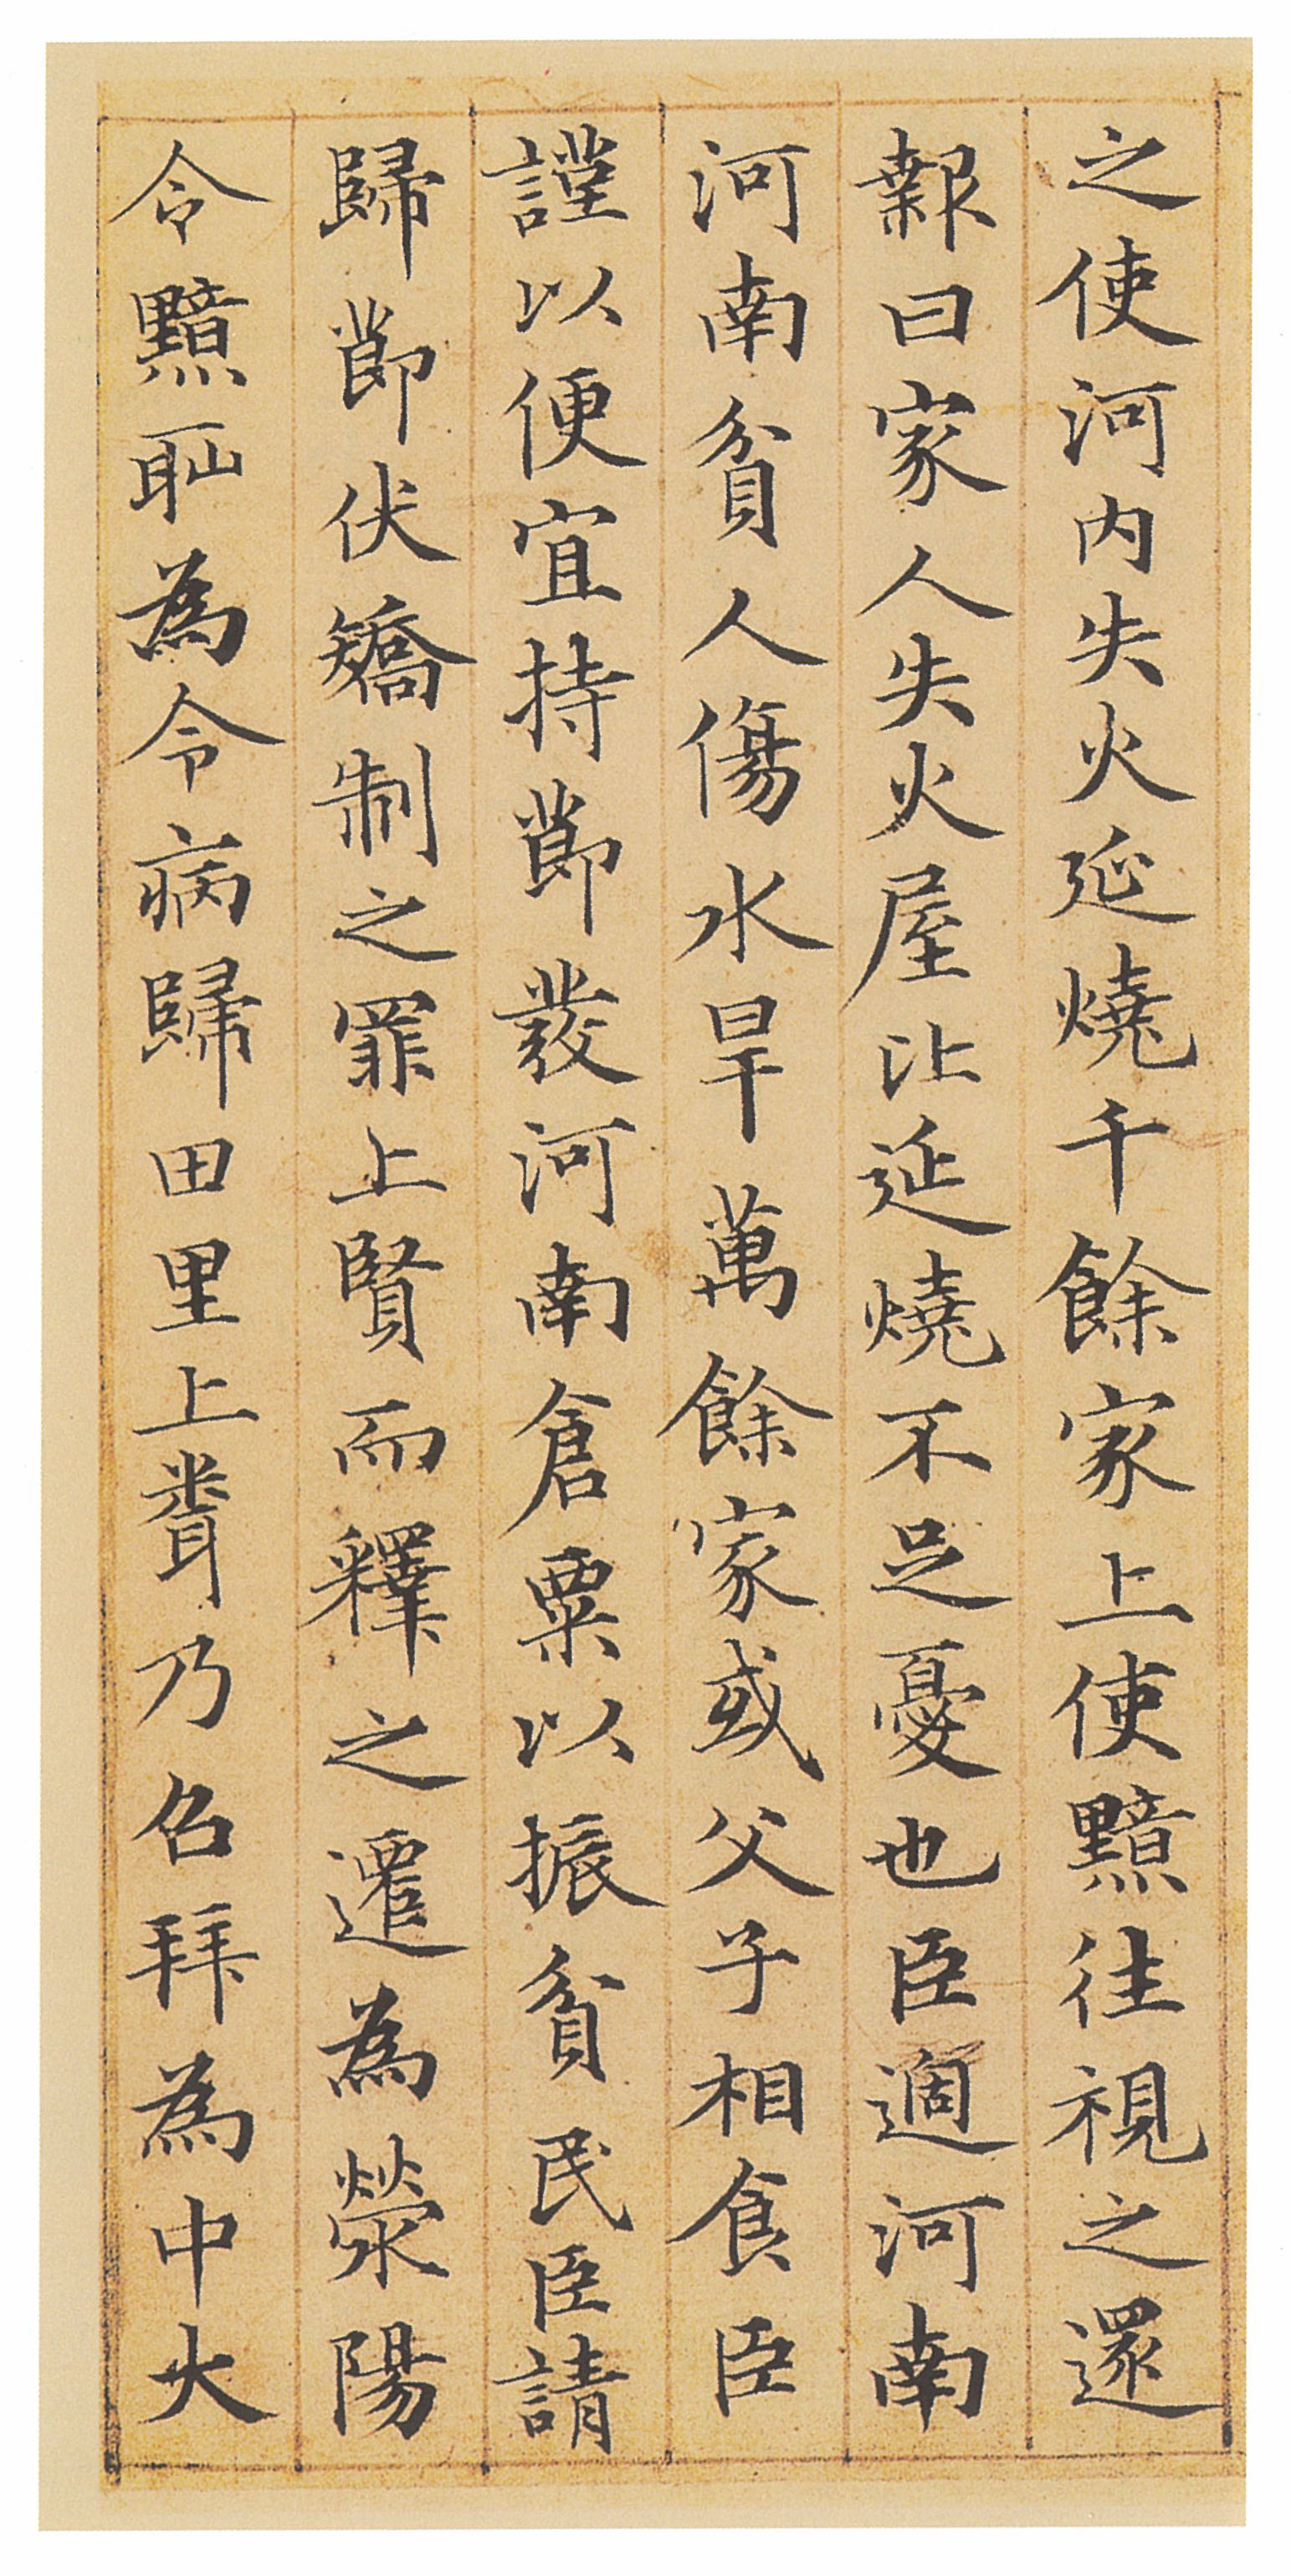 之使河内失火延燒千餘家上使黯往視之還
報曰家人失火屋比延燒不足憂也臣適河南
河南貧人傷水旱萬餘家或父子相食臣
謹以便宜持節發河南倉粟以振貧民臣請
歸節伏矯制之罪上賢而釋之遷為滎陽
令黯耻為令病歸田里上聞乃召拜為中大